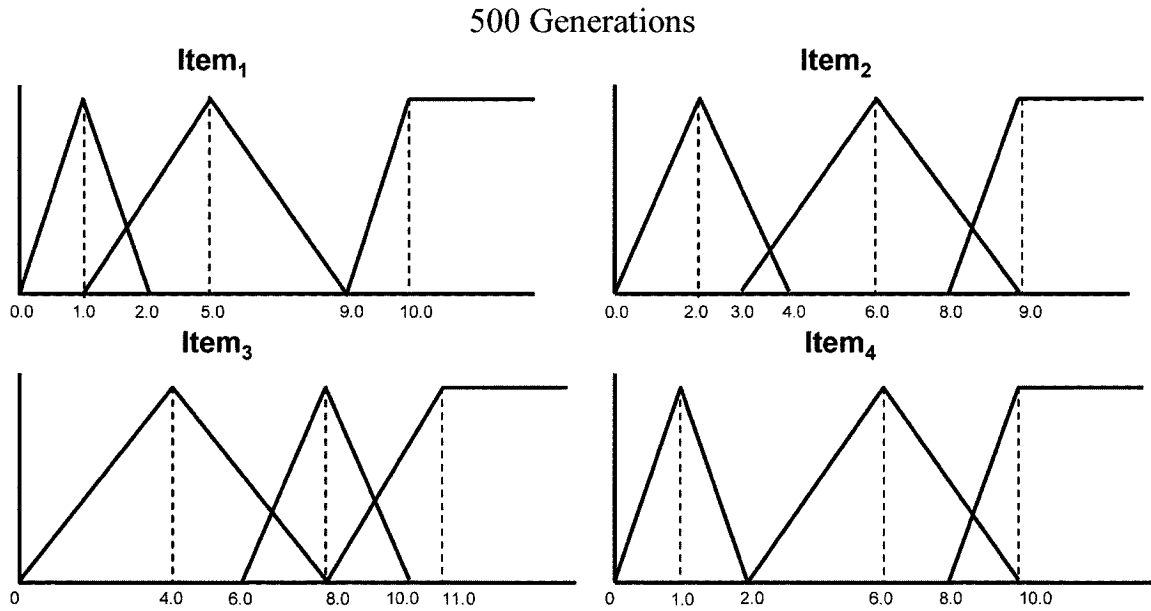 500 Generations
Item₁
Item₂
0.0 1.0 2.0 5.0 9.0 10.0
0.0 2.0 3.0 4.0 6.0 8.0 9.0
Item₃
Item₄
0 4.0 6.0 8.0 10.0 11.0
0 1.0 2.0 6.0 8.0 10.0